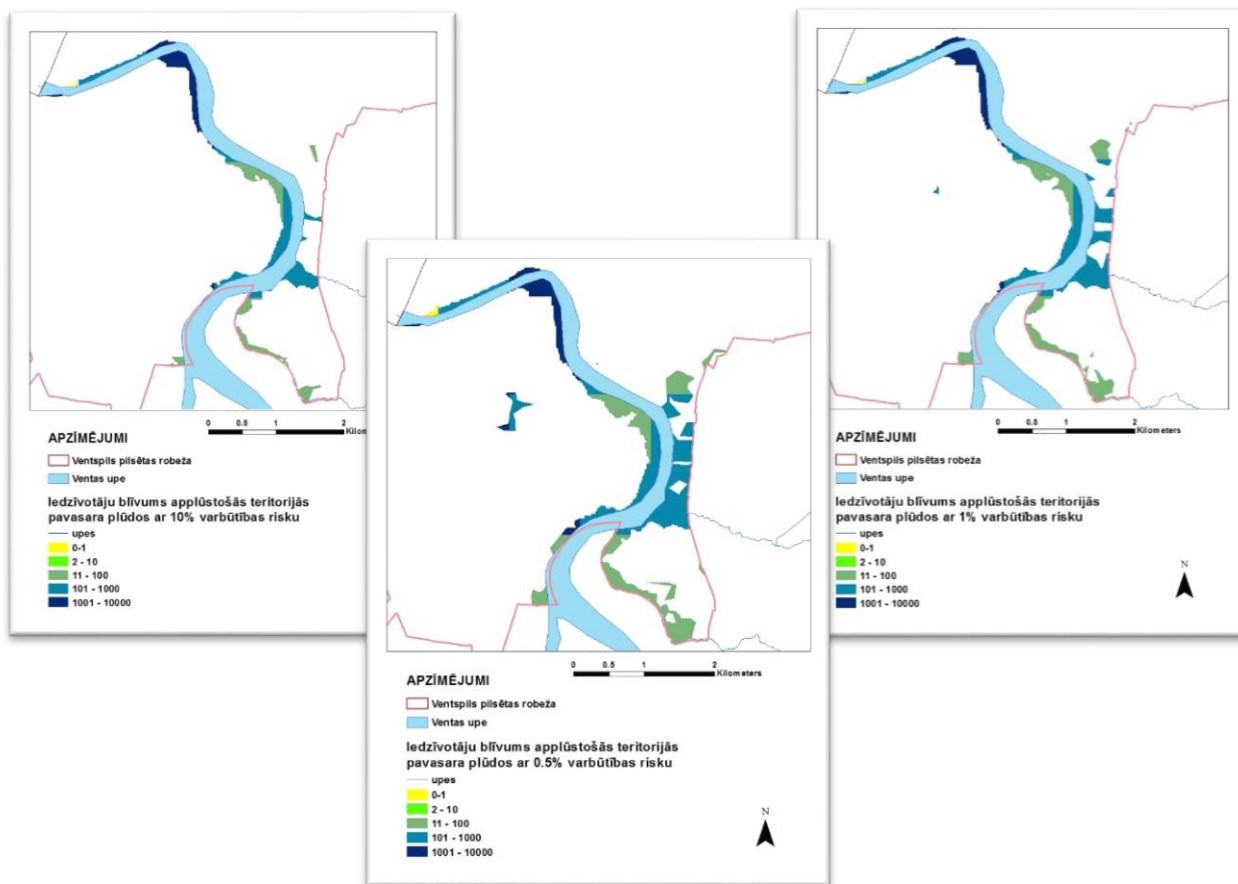 0 0.5 1 2
Kilom
APZĪMĒJUMI
Ventspils pilsētas robeža
Ventas upe
Iedzīvotāju blīvums applūstošās teritorijās
pavasara plūdos ar 10% varbūtības risku
upes
0-1
2 - 10
11 - 100
101 - 1000
1001 - 10000
0 0.5 1 2
Kilometers
APZĪMĒJUMI
Ventspils pilsētas robeža
Ventas upe
Iedzīvotāju blīvums applūstošās teritorijās
pavasara plūdos ar 0.5% varbūtības risku
upes
0-1
2 - 10
11 - 100
101 - 1000
1001 - 10000
N
0 0.5 1 2
Kilometers
APZĪMĒJUMI
Ventspils pilsētas robeža
Ventas upe
Iedzīvotāju blīvums applūstošās teritorijās
pavasara plūdos ar 1% varbūtības risku
upes
0-1
2 - 10
11 - 100
101 - 1000
1001 - 10000
N